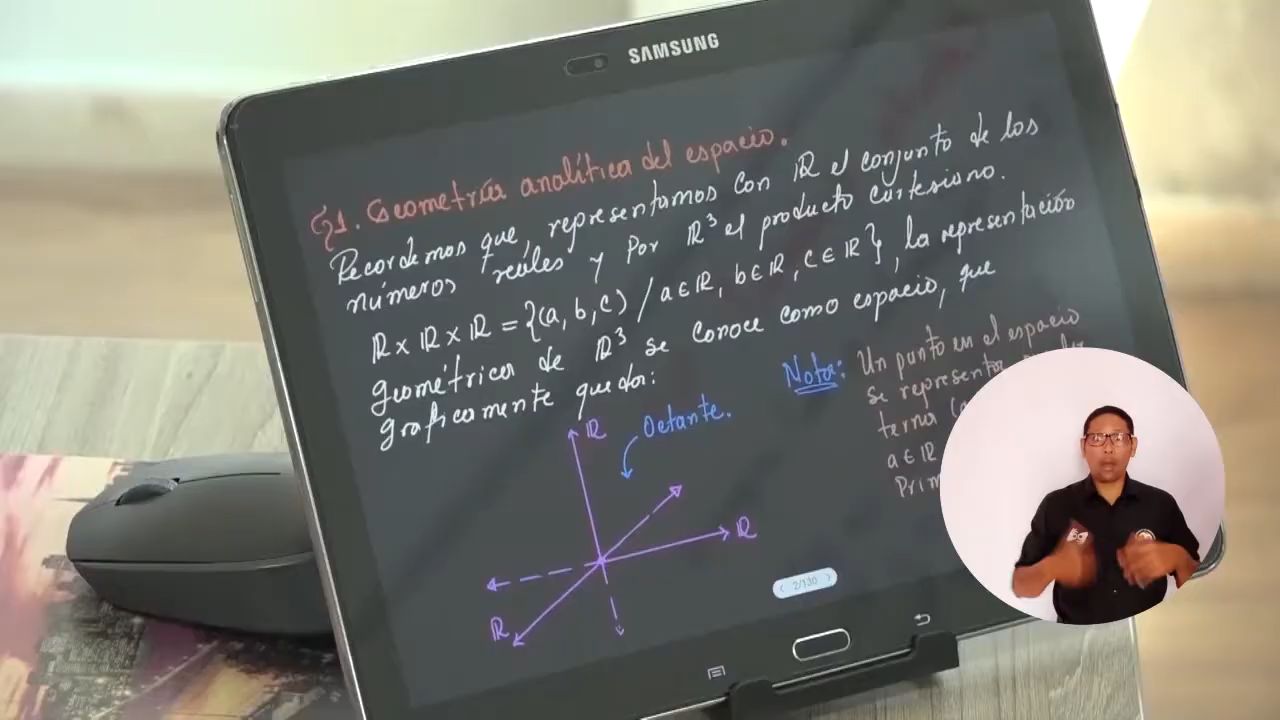 SAMSUNG
§1. Geometría analítica del espacio.
Recordemos que, representamos con ℝ el conjunto de los
números reales y por ℝ³ el producto cartesiano.
ℝ x ℝ x ℝ = {(a, b, c) / a ∈ ℝ, b ∈ ℝ, c ∈ ℝ}, la representación
geométrica de ℝ³ se conoce como espacio, que
graficamente queda:
Nota: Un punto en el espacio
se representa
terna
a ∈ ℝ
Octante.
ℝ
ℝ
ℝ
2/130